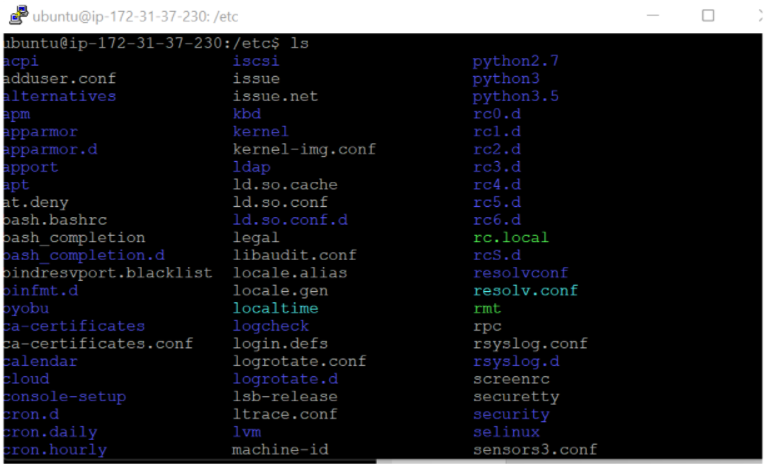 ubuntu@ip-172-31-37-230: /etc
ubuntu@ip-172-31-37-230:/etc$ ls
acpi iscsi python2.7
adduser.conf issue python3
alternatives issue.net python3.5
apm kbd rc0.d
apparmor kernel rc1.d
apparmor.d kernel-img.conf rc2.d
apport ldap rc3.d
apt ld.so.cache rc4.d
at.deny ld.so.conf rc5.d
bash.bashrc ld.so.conf.d rc6.d
bash_completion legal rc.local
bash_completion.d libaudit.conf rcS.d
bindresvport.blacklist locale.alias resolvconf
binfmt.d locale.gen resolv.conf
byobu localtime rmt
ca-certificates logcheck rpc
ca-certificates.conf login.defs rsyslog.conf
calendar logrotate.conf rsyslog.d
cloud logrotate.d screenrc
console-setup lsb-release securetty
cron.d ltrace.conf security
cron.daily lvm selinux
cron.hourly machine-id sensors3.conf